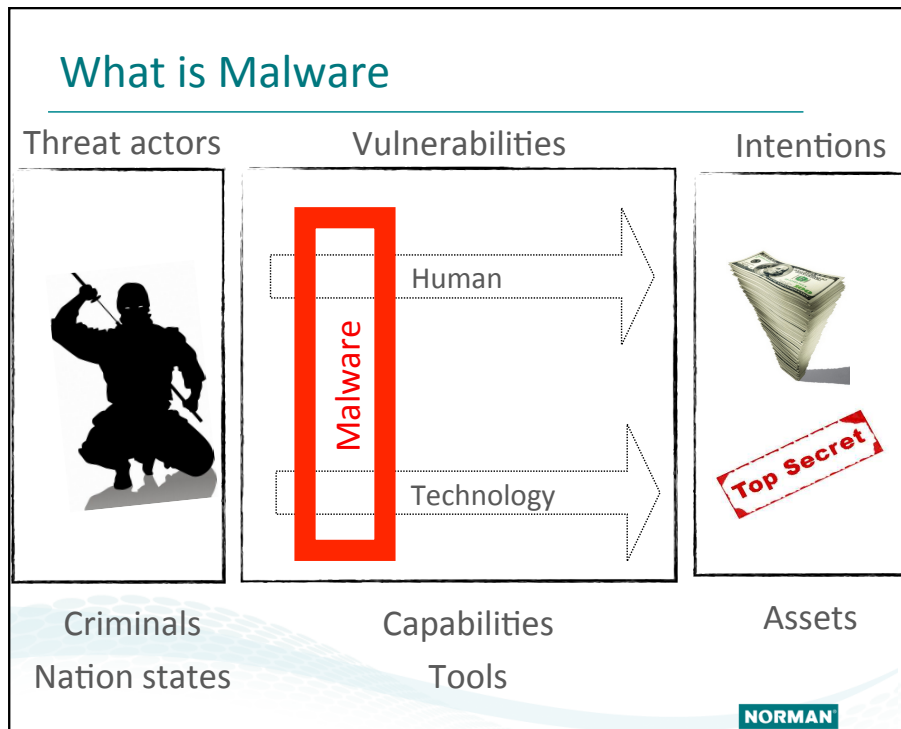 What is Malware
Threat actors
Vulnerabilities
Intentions
Human
Malware
Technology
Top Secret
Criminals
Nation states
Capabilities
Tools
Assets
NORMAN